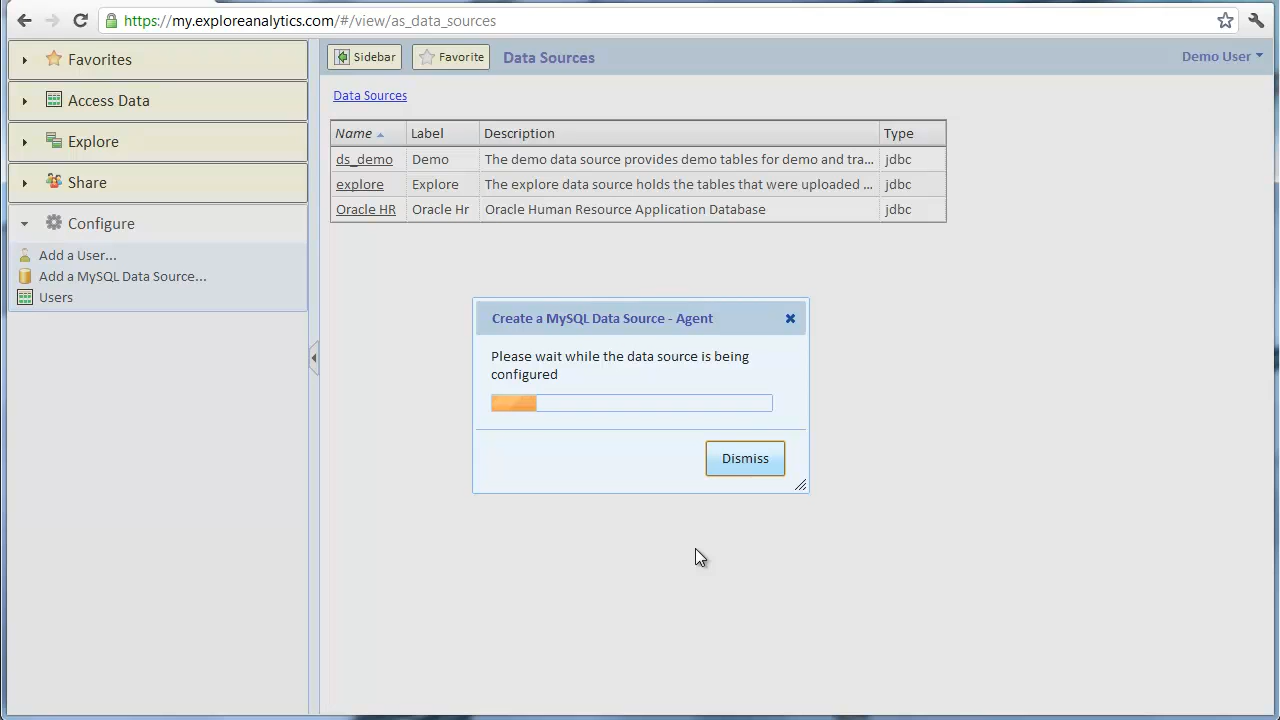 https://my.exploreanalytics.com/#/view/as_data_sources
Favorites
Access Data
Explore
Share
Configure
Add a User...
Add a MySQL Data Source...
Users
Sidebar
Favorite
Data Sources
Demo User
Data Sources
Name Label Description Type
ds_demo Demo The demo data source provides demo tables for demo and tra... jdbc
explore Explore The explore data source holds the tables that were uploaded ... jdbc
Oracle HR Oracle Hr Oracle Human Resource Application Database jdbc
Create a MySQL Data Source - Agent
Please wait while the data source is being
configured
Dismiss